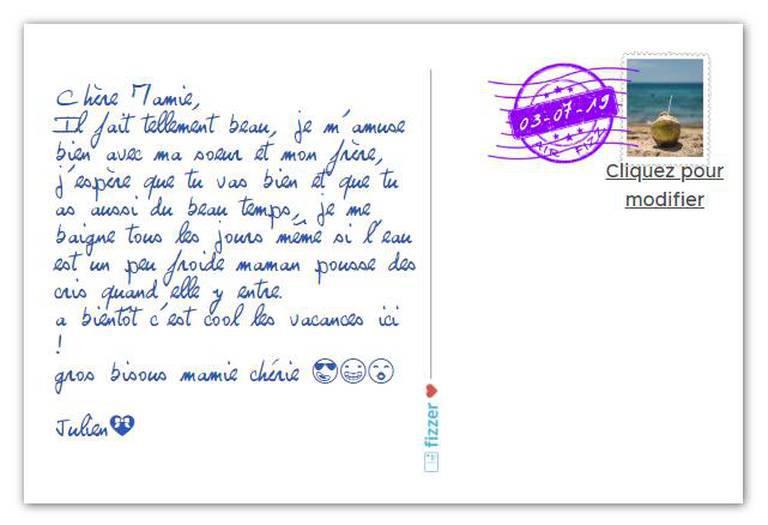 Chère Mamie,
Il fait tellement beau, je m'amuse
bien avec ma soeur et mon frère,
j'espère que tu vas bien et que tu
as aussi du beau temps, je me
baigne tous les jours même si l'eau
est un peu froide maman pousse des
cris quand elle y entre.
a bientôt c'est cool les vacances ici
!
gros bisous mamie chérie 😎😁😲
Julien
fizzer
03-07-19
AIR FIZZ
Cliquez pour
modifier